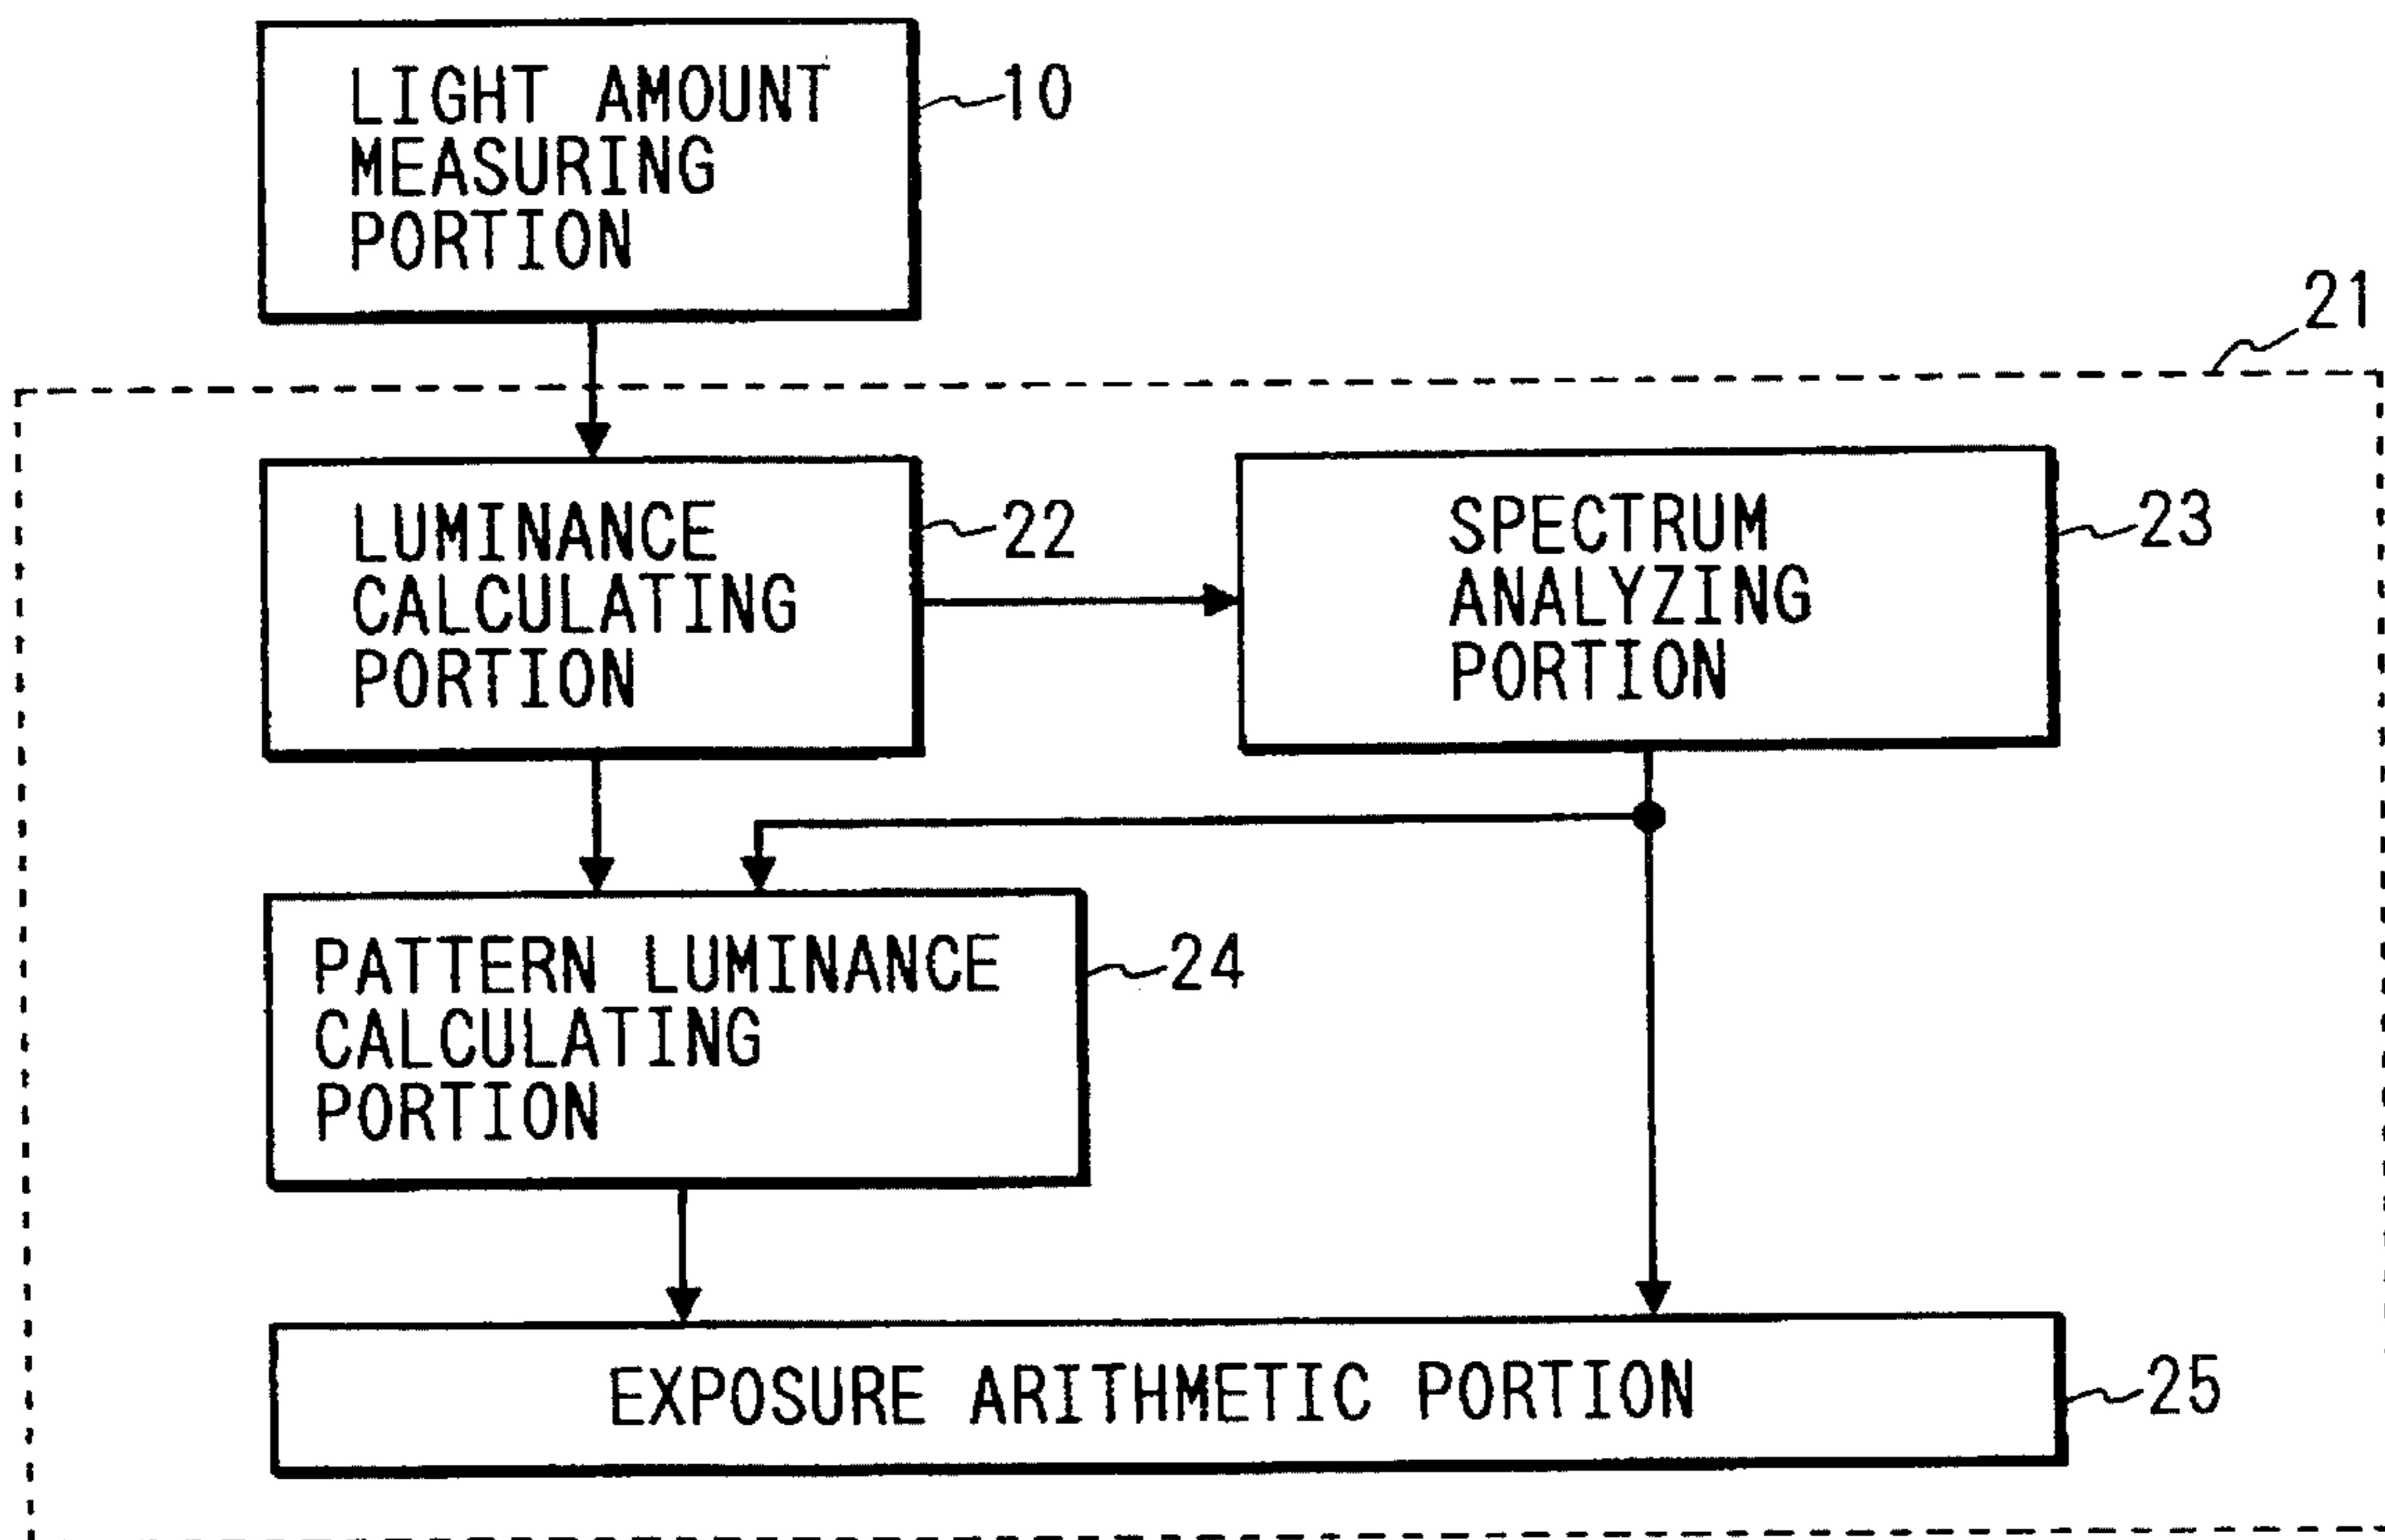 LIGHT AMOUNT
MEASURING
PORTION
10
21
LUMINANCE
CALCULATING
PORTION
22
SPECTRUM
ANALYZING
PORTION
23
PATTERN LUMINANCE
CALCULATING
PORTION
24
EXPOSURE ARITHMETIC PORTION
25